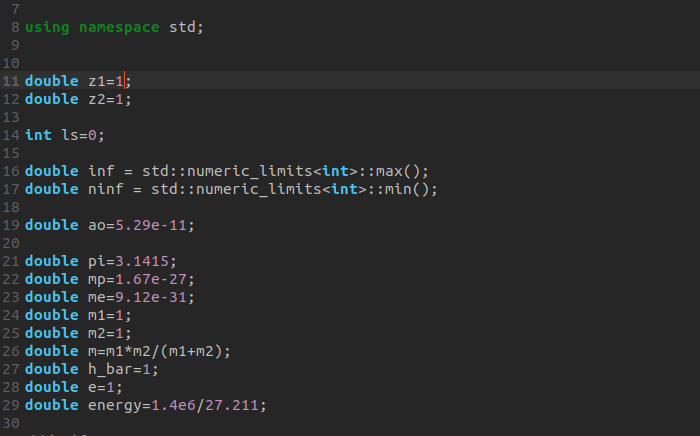 7
8 using namespace std;
9
10
11 double z1=1;
12 double z2=1;
13
14 int ls=0;
15
16 double inf = std::numeric_limits<int>::max();
17 double ninf = std::numeric_limits<int>::min();
18
19 double ao=5.29e-11;
20
21 double pi=3.1415;
22 double mp=1.67e-27;
23 double me=9.12e-31;
24 double m1=1;
25 double m2=1;
26 double m=m1*m2/(m1+m2);
27 double h_bar=1;
28 double e=1;
29 double energy=1.4e6/27.211;
30